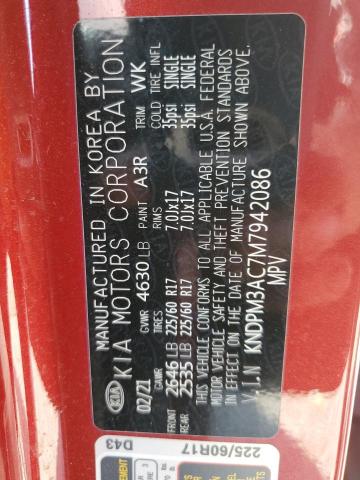 KIA
MANUFACTURED IN KOREA BY
KIA MOTORS CORPORATION
GVWR PAINT TRIM
02/21 4630 LB A3R WK
TIRES RIMS COLD TIRE INFL
FRONT 2646 LB 225/60 R17 7.0JX17 35psi SINGLE
REAR 2535 LB 225/60 R17 7.0JX17 35psi SINGLE
THIS VEHICLE CONFORMS TO ALL APPLICABLE U.S.A. FEDERAL
MOTOR VEHICLE SAFETY AND THEFT PREVENTION STANDARDS
IN EFFECT ON THE DATE OF MANUFACTURE SHOWN ABOVE.
V.I.N KNDPM3AC7M7942086
MPV
D43
225/60R17